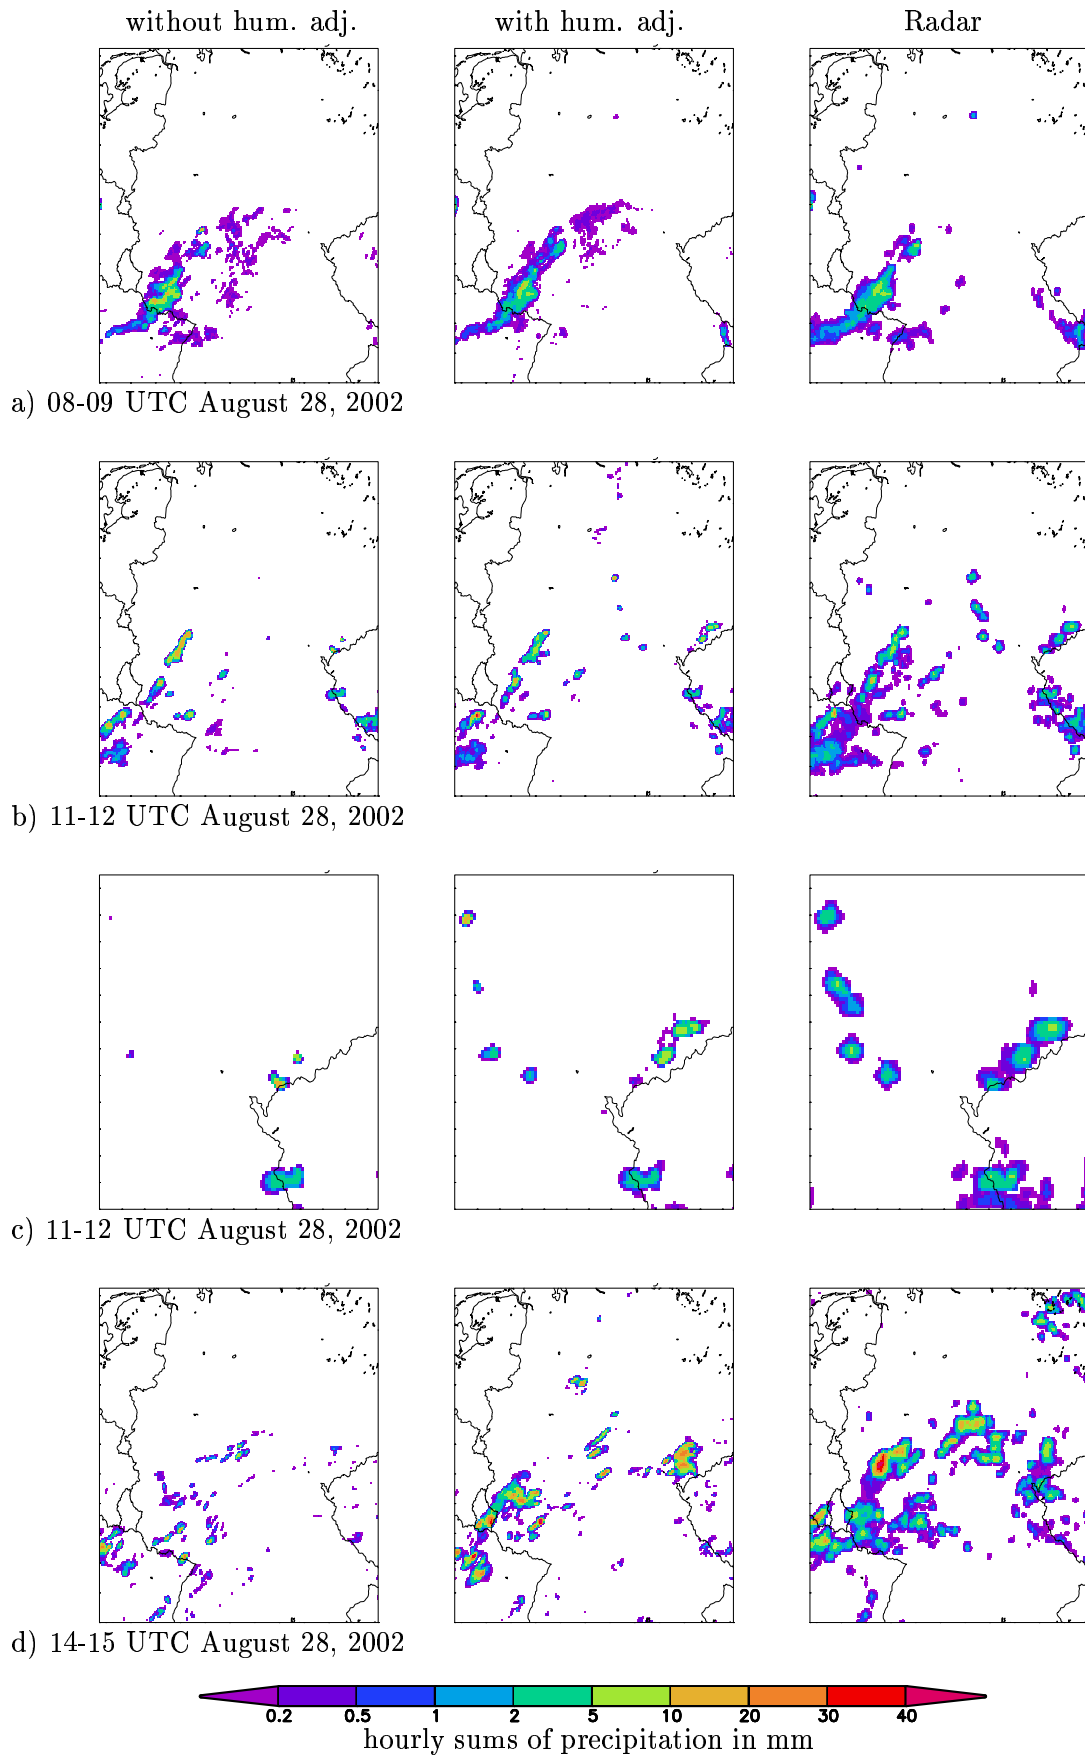 without hum. adj. with hum. adj. Radar
a) 08-09 UTC August 28, 2002
b) 11-12 UTC August 28, 2002
c) 11-12 UTC August 28, 2002
d) 14-15 UTC August 28, 2002
0.2 0.5 1 2 5 10 20 30 40
hourly sums of precipitation in mm